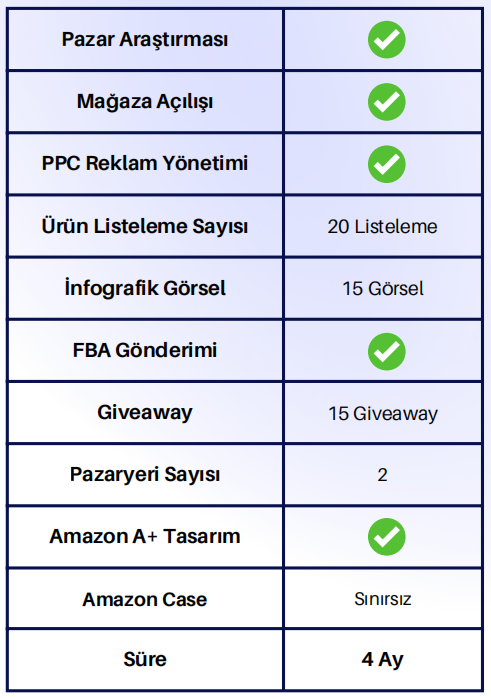 Pazar Araştırması
Mağaza Açılışı
PPC Reklam Yönetimi
Ürün Listeleme Sayısı 20 Listeleme
İnfografik Görsel 15 Görsel
FBA Gönderimi
Giveaway 15 Giveaway
Pazaryeri Sayısı 2
Amazon A+ Tasarım
Amazon Case Sınırsız
Süre 4 Ay